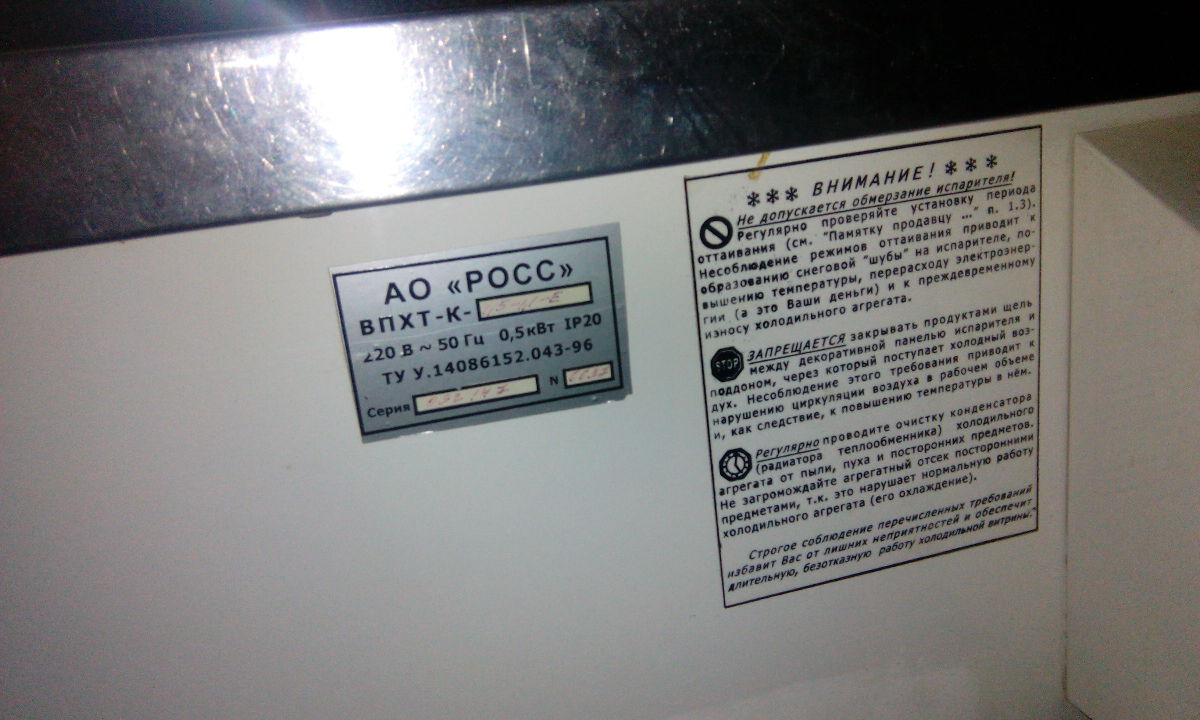 АО «РОСС»
ВПХТ-К-
220 В ~ 50 Гц 0,5кВт IP20
ТУ У.14086152.043-96
Серия N
*** ВНИМАНИЕ! ***
Не допускается обмерзание испарителя!
Регулярно проверяйте установку периода
оттаивания (см. "Памятку продавцу ..." п. 1.3).
Несоблюдение режимов оттаивания приводит к
образованию снеговой "шубы" на испарителе, по-
вышению температуры, перерасходу электроэнер-
гии (а это Ваши деньги) и к преждевременному
износу холодильного агрегата.
STOP
ЗАПРЕЩАЕТСЯ закрывать продуктами щель
между декоративной панелью испарителя и
поддоном, через который поступает холодный воз-
дух. Несоблюдение этого требования приводит к
нарушению циркуляции воздуха в рабочем объеме
и, как следствие, к повышению температуры в нём.
Регулярно проводите очистку конденсатора
(радиатора теплообменника) холодильного
агрегата от пыли, пуха и посторонних предметов.
Не загромождайте агрегатный отсек посторонними
предметами, т.к. это нарушает нормальную работу
холодильного агрегата (его охлаждение).
Строгое соблюдение перечисленных требований
избавит Вас от лишних неприятностей и обеспечит
длительную, безотказную работу холодильной витрины.